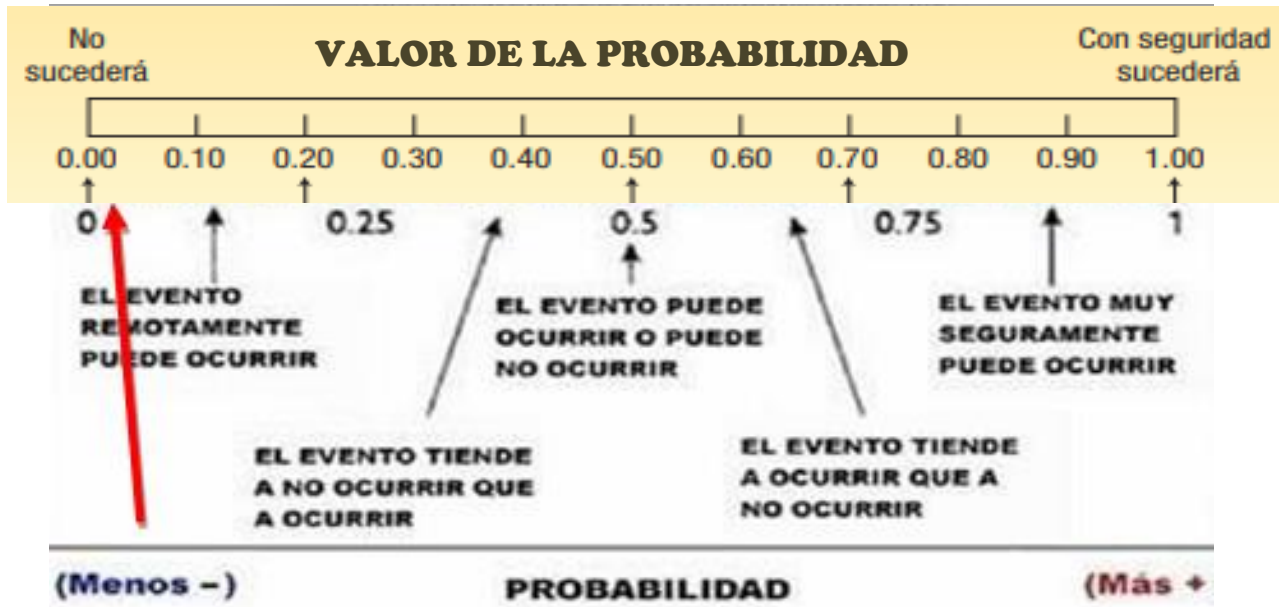 No
sucederá
VALOR DE LA PROBABILIDAD
Con seguridad
sucederá
0.00 0.10 0.20 0.30 0.40 0.50 0.60 0.70 0.80 0.90 1.00
0 0.25 0.5 0.75 1
EL EVENTO
REMOTAMENTE
PUEDE OCURRIR
EL EVENTO PUEDE
OCURRIR O PUEDE
NO OCURRIR
EL EVENTO MUY
SEGURAMENTE
PUEDE OCURRIR
EL EVENTO TIENDE
A NO OCURRIR QUE
A OCURRIR
EL EVENTO TIENDE
A OCURRIR QUE A
NO OCURRIR
(Menos –) PROBABILIDAD (Más +